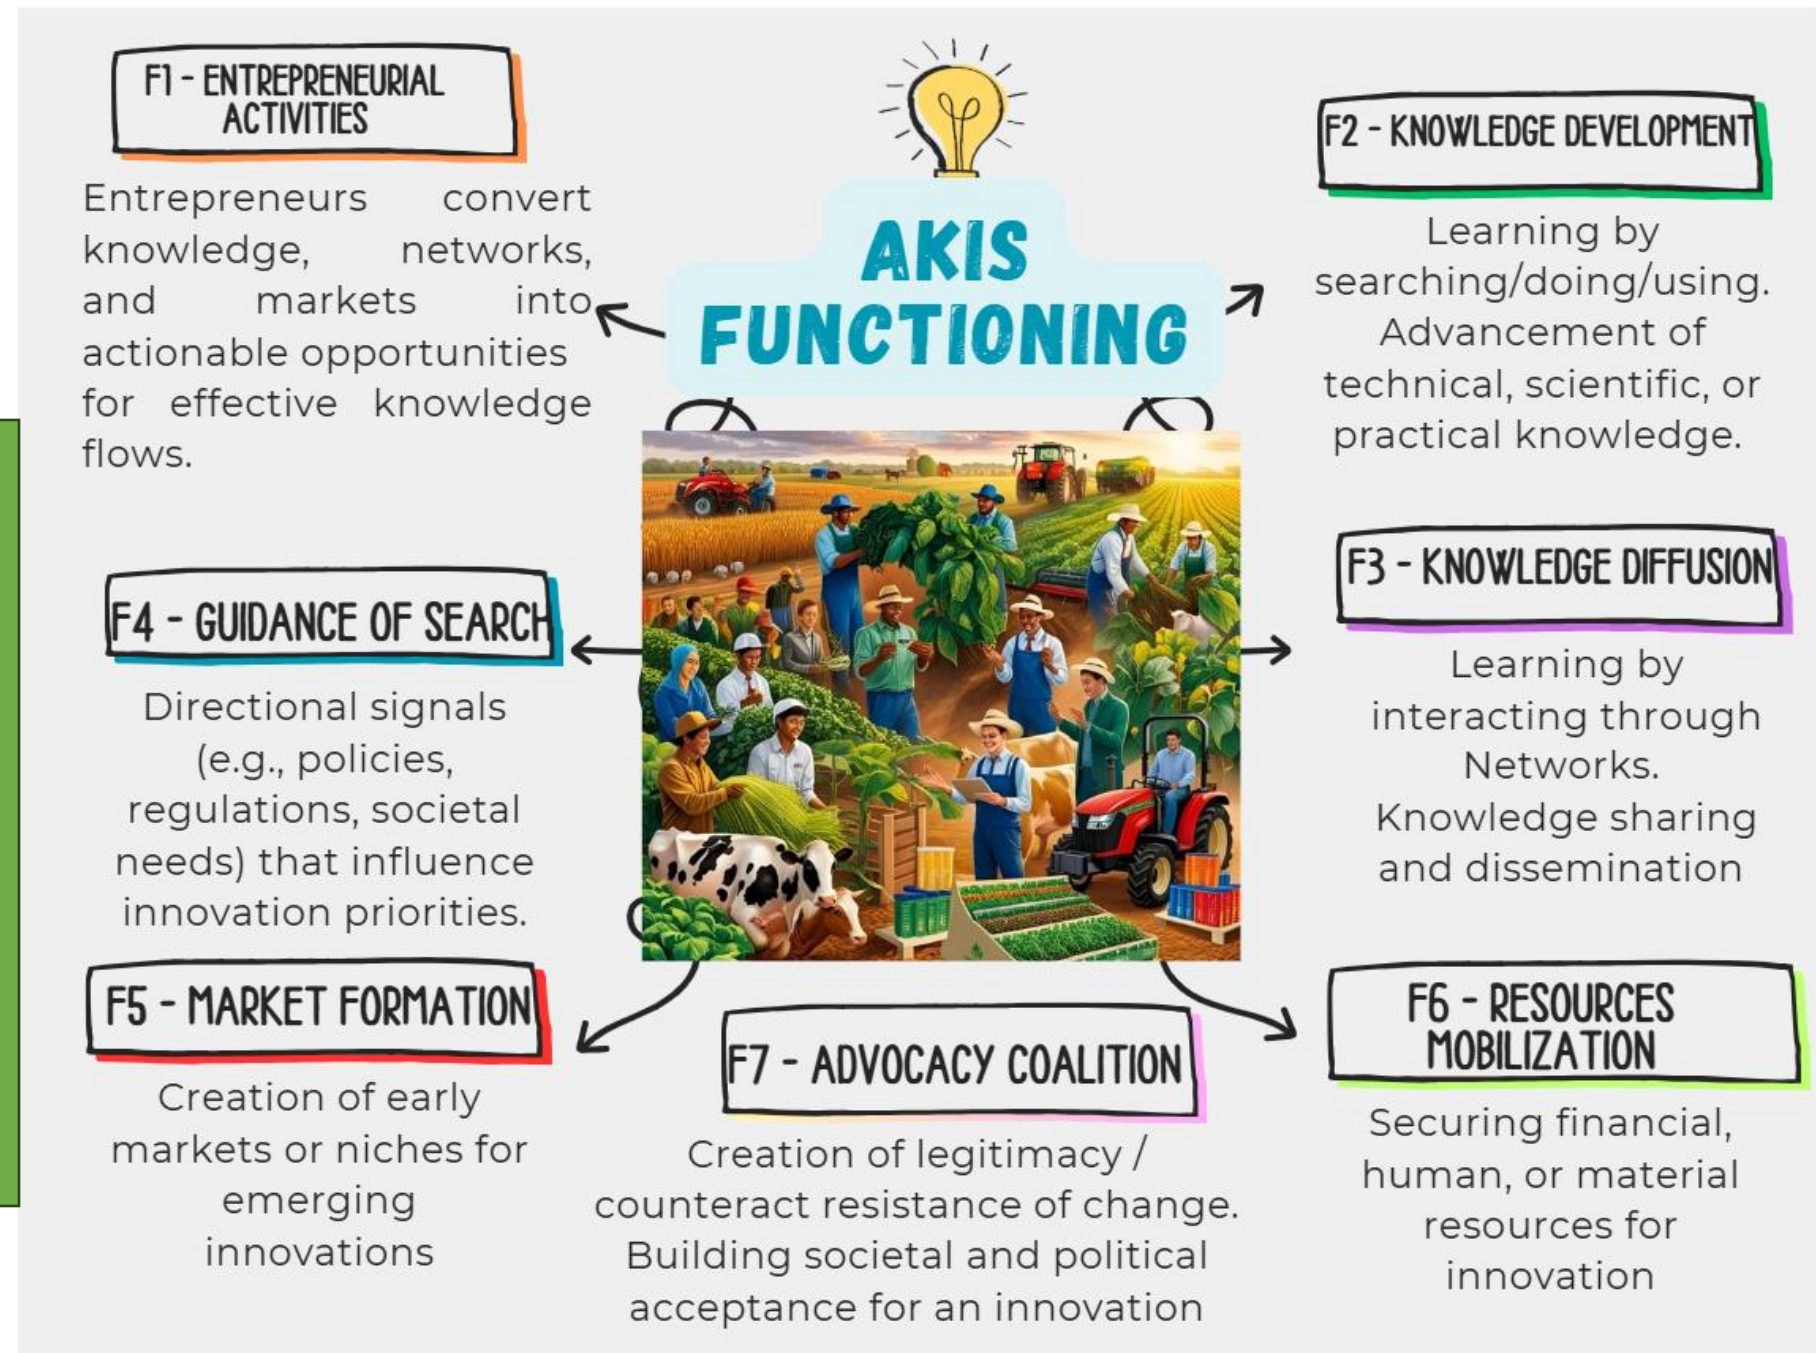 F1 - ENTREPRENEURIAL
ACTIVITIES
Entrepreneurs convert
knowledge, networks,
and markets into
actionable opportunities
for effective knowledge
flows.
AKIS
FUNCTIONING
F2 - KNOWLEDGE DEVELOPMENT
Learning by
searching/doing/using.
Advancement of
technical, scientific, or
practical knowledge.
F4 - GUIDANCE OF SEARCH
Directional signals
(e.g., policies,
regulations, societal
needs) that influence
innovation priorities.
F3 - KNOWLEDGE DIFFUSION
Learning by
interacting through
Networks.
Knowledge sharing
and dissemination
F5 - MARKET FORMATION
Creation of early
markets or niches for
emerging
innovations
F7 - ADVOCACY COALITION
Creation of legitimacy /
counteract resistance of change.
Building societal and political
acceptance for an innovation
F6 - RESOURCES
MOBILIZATION
Securing financial,
human, or material
resources for
innovation